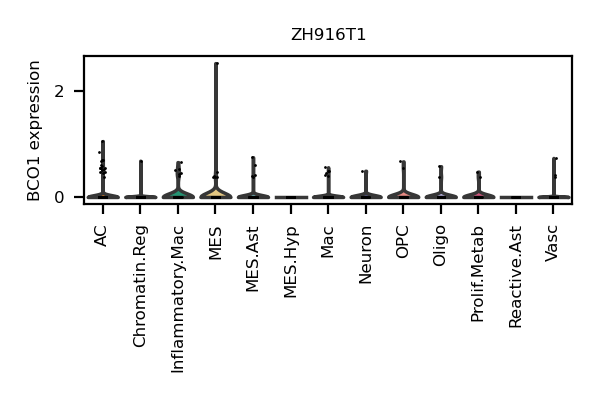 ZH916T1
BCO1 expression
2
0
AC
Chromatin.Reg
Inflammatory.Mac
MES
MES.Ast
MES.Hyp
Mac
Neuron
OPC
Oligo
Prolif.Metab
Reactive.Ast
Vasc